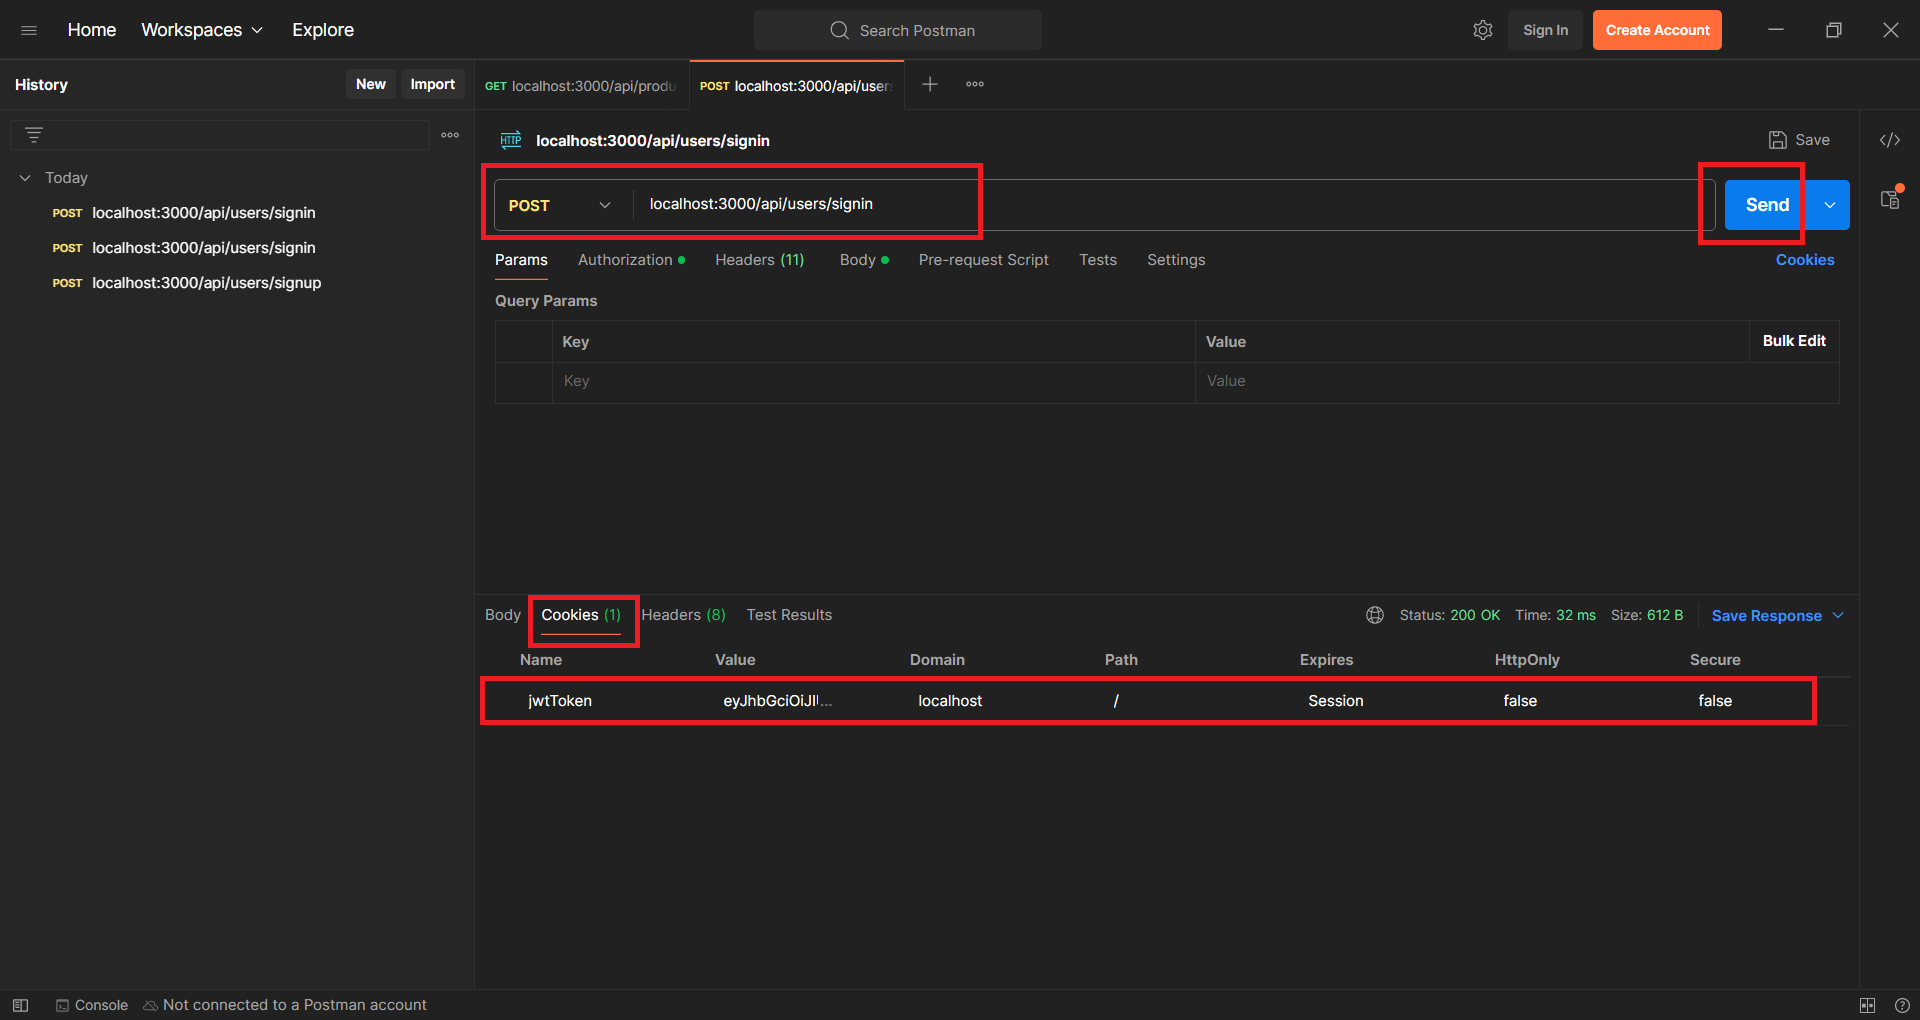 Home Workspaces Explore Search Postman Sign In Create Account
History New Import GET localhost:3000/api/produ POST localhost:3000/api/user
HTTP localhost:3000/api/users/signin Save
Today
POST localhost:3000/api/users/signin
POST localhost:3000/api/users/signin
POST localhost:3000/api/users/signup
POST localhost:3000/api/users/signin Send
Params Authorization Headers (11) Body Pre-request Script Tests Settings Cookies
Query Params
Key Value Bulk Edit
Key Value
Body Cookies (1) Headers (8) Test Results Status: 200 OK Time: 32 ms Size: 612 B Save Response
Name Value Domain Path Expires HttpOnly Secure
jwtToken eyJhbGciOiJI... localhost / Session false false
Console Not connected to a Postman account